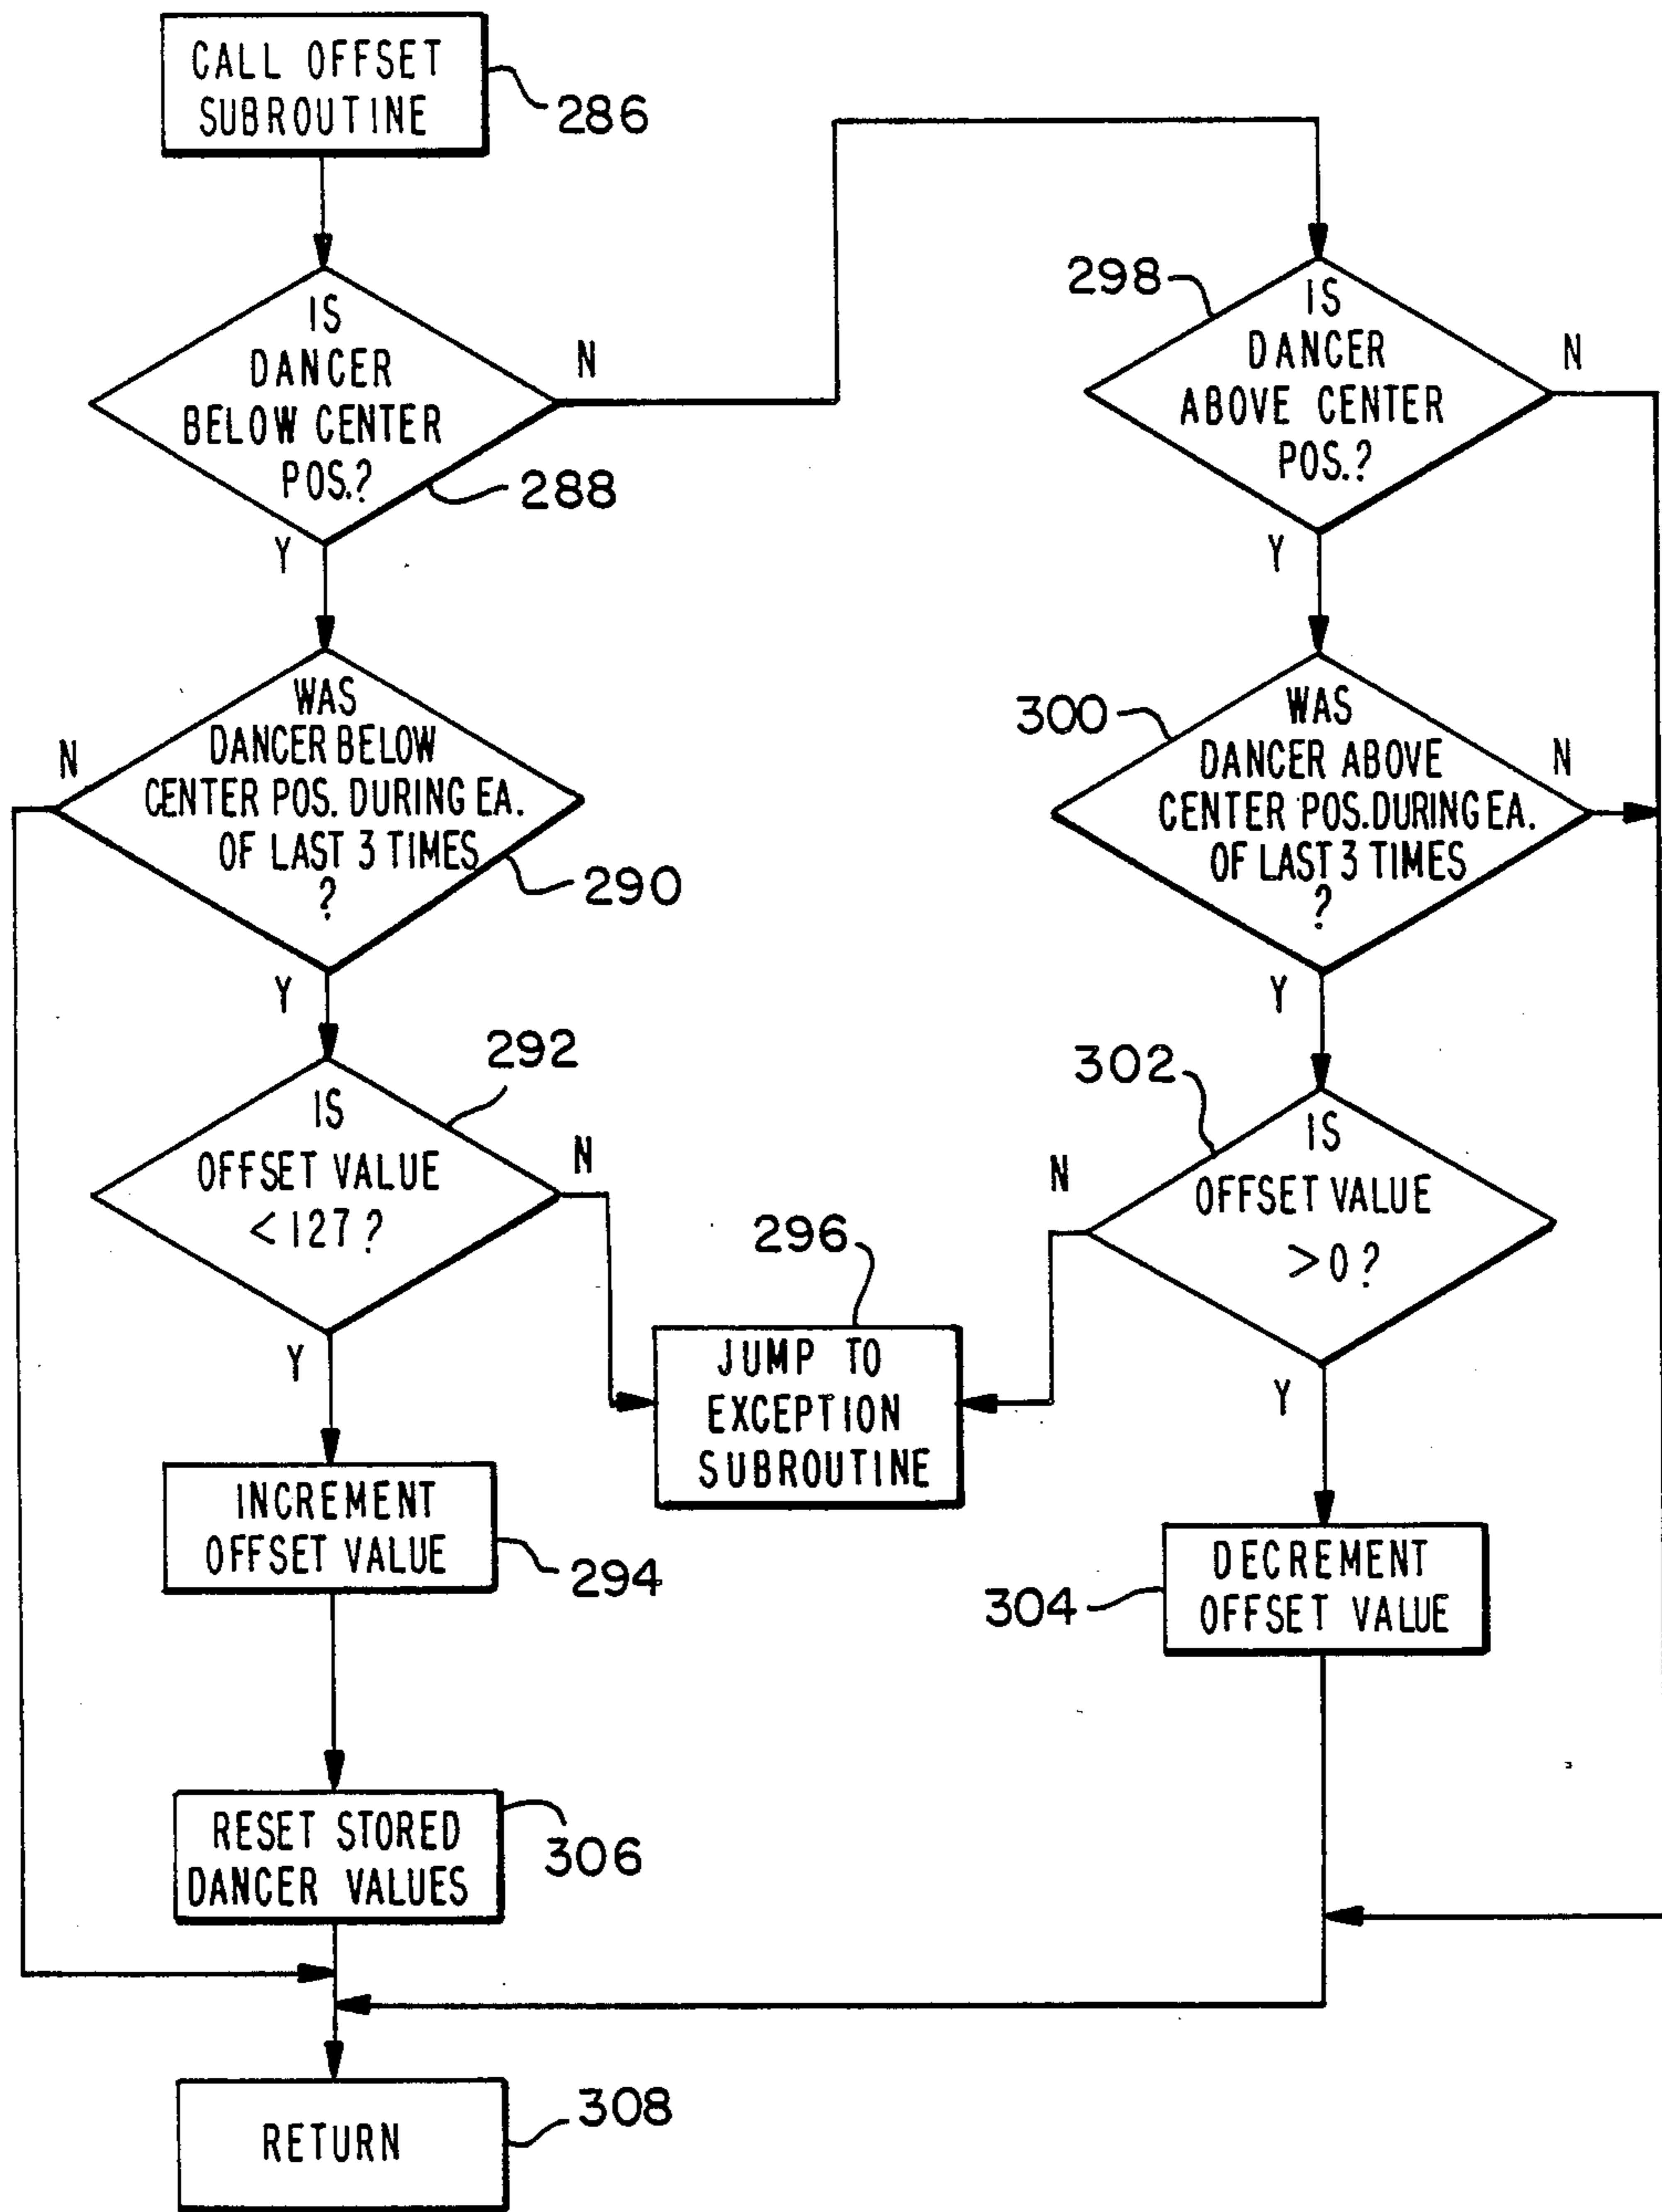 CALL OFFSET
SUBROUTINE
286
IS
DANCER
BELOW CENTER
POS.?
288
N
Y
WAS
DANCER BELOW
CENTER POS. DURING EA.
OF LAST 3 TIMES
?
290
N
Y
292
IS
OFFSET VALUE
< 127 ?
N
Y
INCREMENT
OFFSET VALUE
294
RESET STORED
DANCER VALUES
306
RETURN
308
296
JUMP TO
EXCEPTION
SUBROUTINE
298
IS
DANCER
ABOVE CENTER
POS.?
N
Y
300
WAS
DANCER ABOVE
CENTER POS. DURING EA.
OF LAST 3 TIMES
?
N
Y
302
IS
OFFSET VALUE
> 0 ?
N
Y
304
DECREMENT
OFFSET VALUE